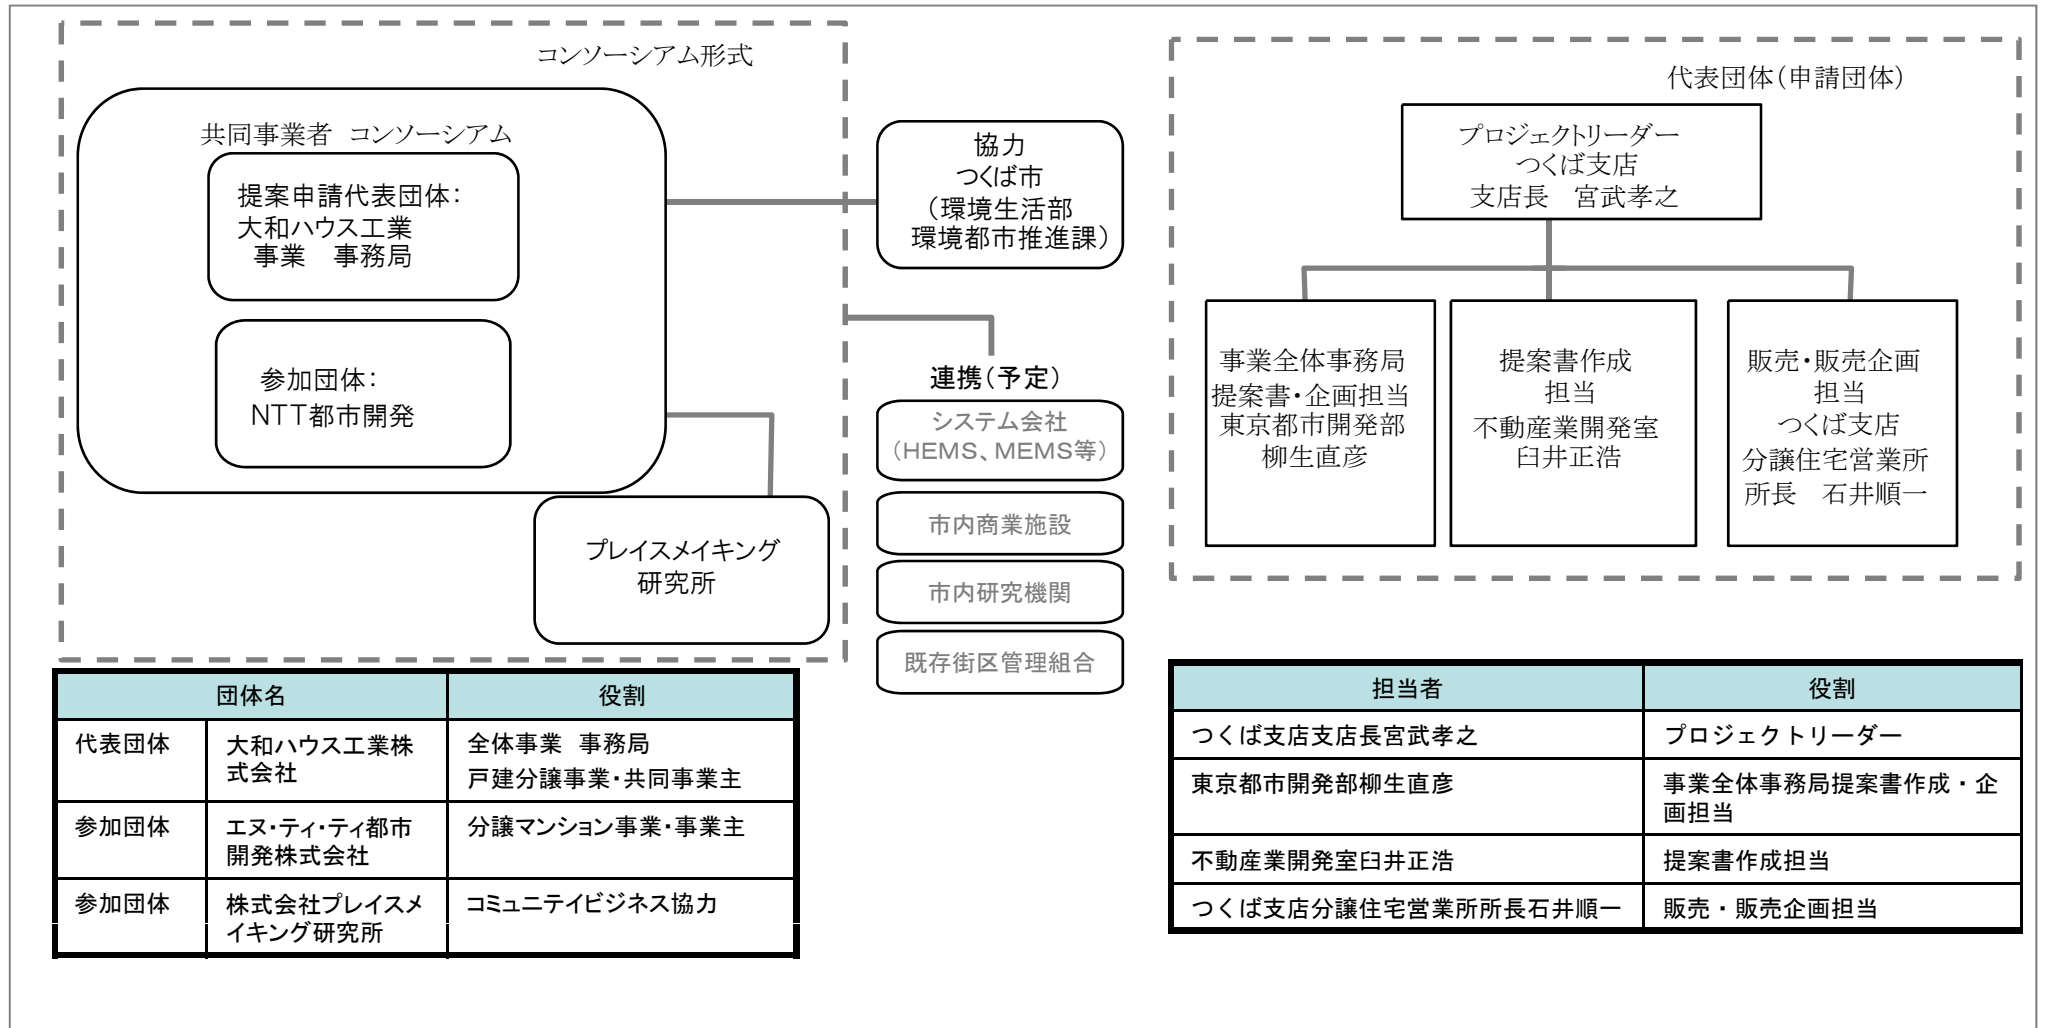 コンソーシアム形式
共同事業者 コンソーシアム
提案申請代表団体：
大和ハウス工業
事業 事務局
参加団体：
NTT都市開発
プレイスメイキング
研究所
協力
つくば市
（環境生活部
環境都市推進課）
連携（予定）
システム会社
（HEMS、MEMS等）
市内商業施設
市内研究機関
既存街区管理組合
代表団体（申請団体）
プロジェクトリーダー
つくば支店
支店長 宮武孝之
事業全体事務局
提案書・企画担当
東京都市開発部
柳生直彦
提案書作成
担当
不動産業開発室
臼井正浩
販売・販売企画
担当
つくば支店
分譲住宅営業所
所長 石井順一
団体名 役割
代表団体 大和ハウス工業株 全体事業 事務局
式会社 戸建分譲事業・共同事業主
参加団体 エヌ・ティ・ティ都市 分譲マンション事業・事業主
開発株式会社
参加団体 株式会社プレイスメ コミュニテイビジネス協力
イキング研究所
担当者 役割
つくば支店支店長宮武孝之 プロジェクトリーダー
東京都市開発部柳生直彦 事業全体事務局提案書作成・企
画担当
不動産業開発室臼井正浩 提案書作成担当
つくば支店分譲住宅営業所所長石井順一 販売・販売企画担当